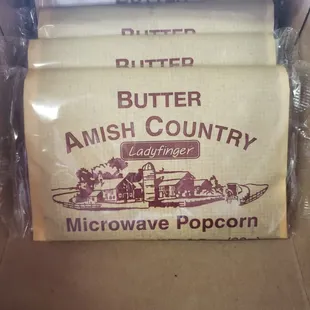 BUTTER
BUTTER
BUTTER
AMISH COUNTRY
Ladyfinger
Microwave Popcorn